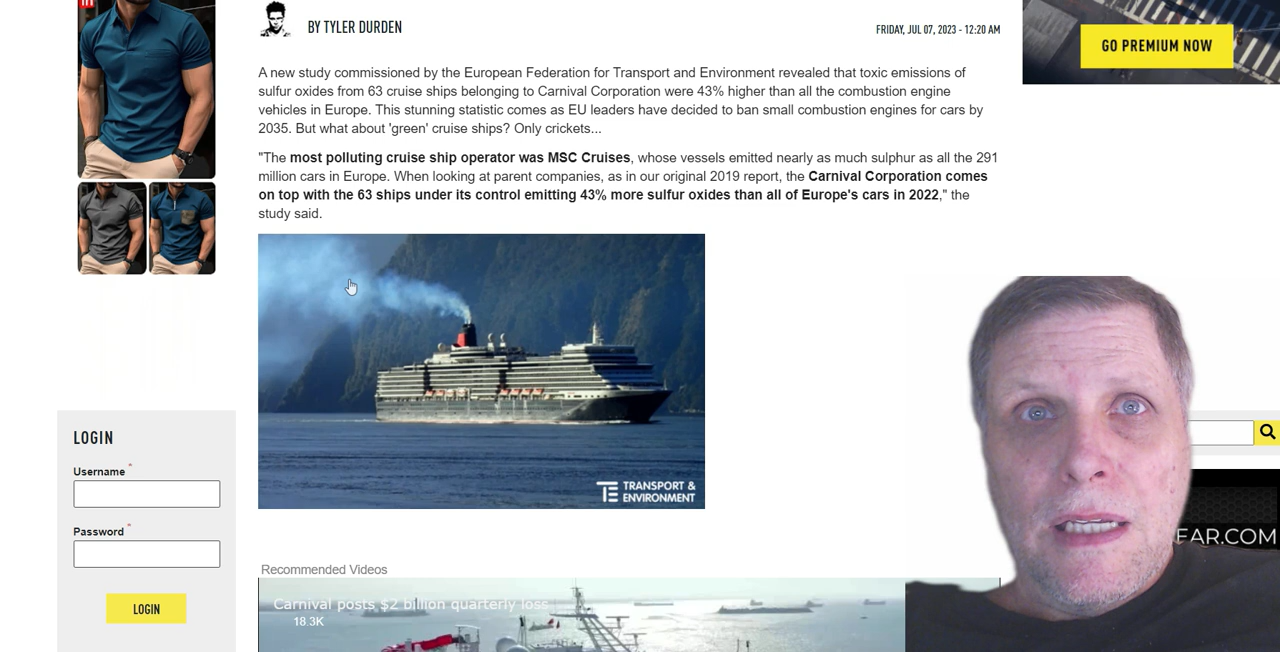 in
BY TYLER DURDEN
FRIDAY, JUL 07, 2023 - 12:20 AM
GO PREMIUM NOW
A new study commissioned by the European Federation for Transport and Environment revealed that toxic emissions of
sulfur oxides from 63 cruise ships belonging to Carnival Corporation were 43% higher than all the combustion engine
vehicles in Europe. This stunning statistic comes as EU leaders have decided to ban small combustion engines for cars by
2035. But what about 'green' cruise ships? Only crickets...
"The most polluting cruise ship operator was MSC Cruises, whose vessels emitted nearly as much sulphur as all the 291
million cars in Europe. When looking at parent companies, as in our original 2019 report, the Carnival Corporation comes
on top with the 63 ships under its control emitting 43% more sulfur oxides than all of Europe's cars in 2022," the
study said.
TE TRANSPORT &
ENVIRONMENT
LOGIN
Username *
Password *
LOGIN
FAR.COM
Recommended Videos
Carnival posts $2 billion quarterly loss
18.3K